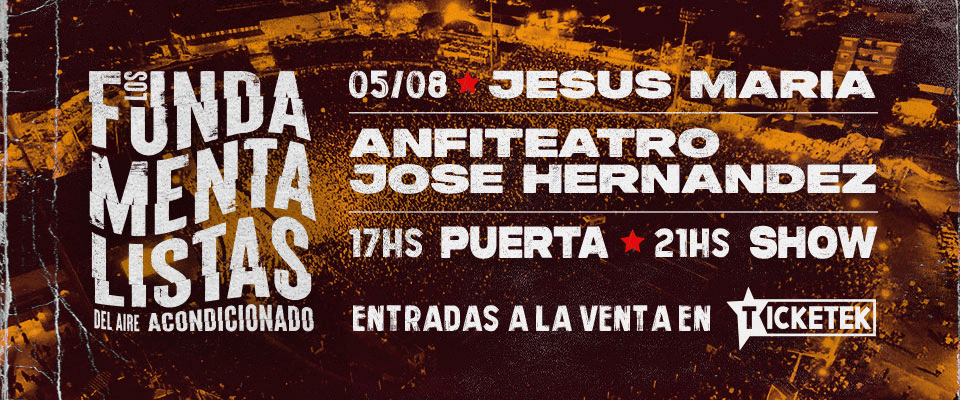 LOS
FUNDA
MENTA
LISTAS
DEL AIRE ACONDICIONADO
05/08 ★ JESUS MARIA
ANFITEATRO
JOSE HERNANDEZ
17HS PUERTA ★ 21HS SHOW
ENTRADAS A LA VENTA EN TICKETEK